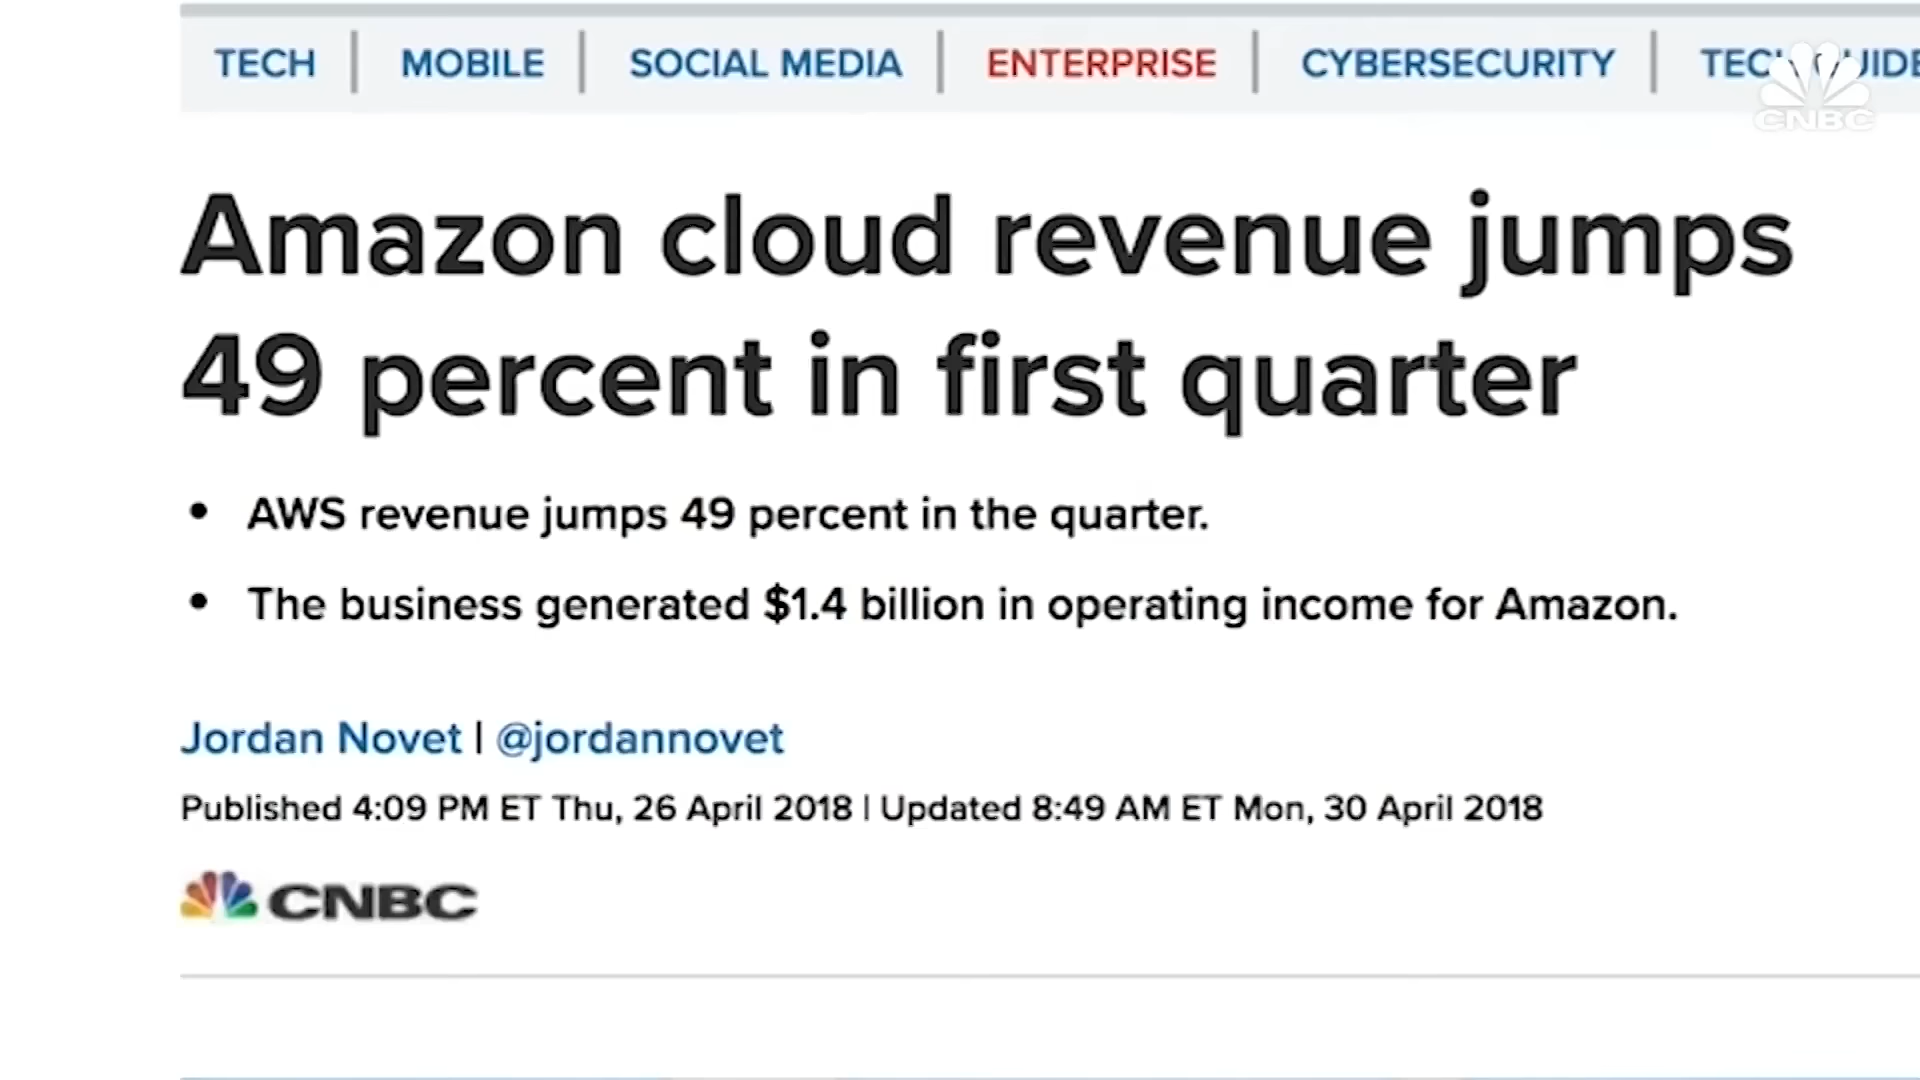 TECH | MOBILE | SOCIAL MEDIA | ENTERPRISE | CYBERSECURITY |
CNBC
Amazon cloud revenue jumps
49 percent in first quarter
• AWS revenue jumps 49 percent in the quarter.
• The business generated $1.4 billion in operating income for Amazon.
Jordan Novet | @jordannovet
Published 4:09 PM ET Thu, 26 April 2018 | Updated 8:49 AM ET Mon, 30 April 2018
CNBC